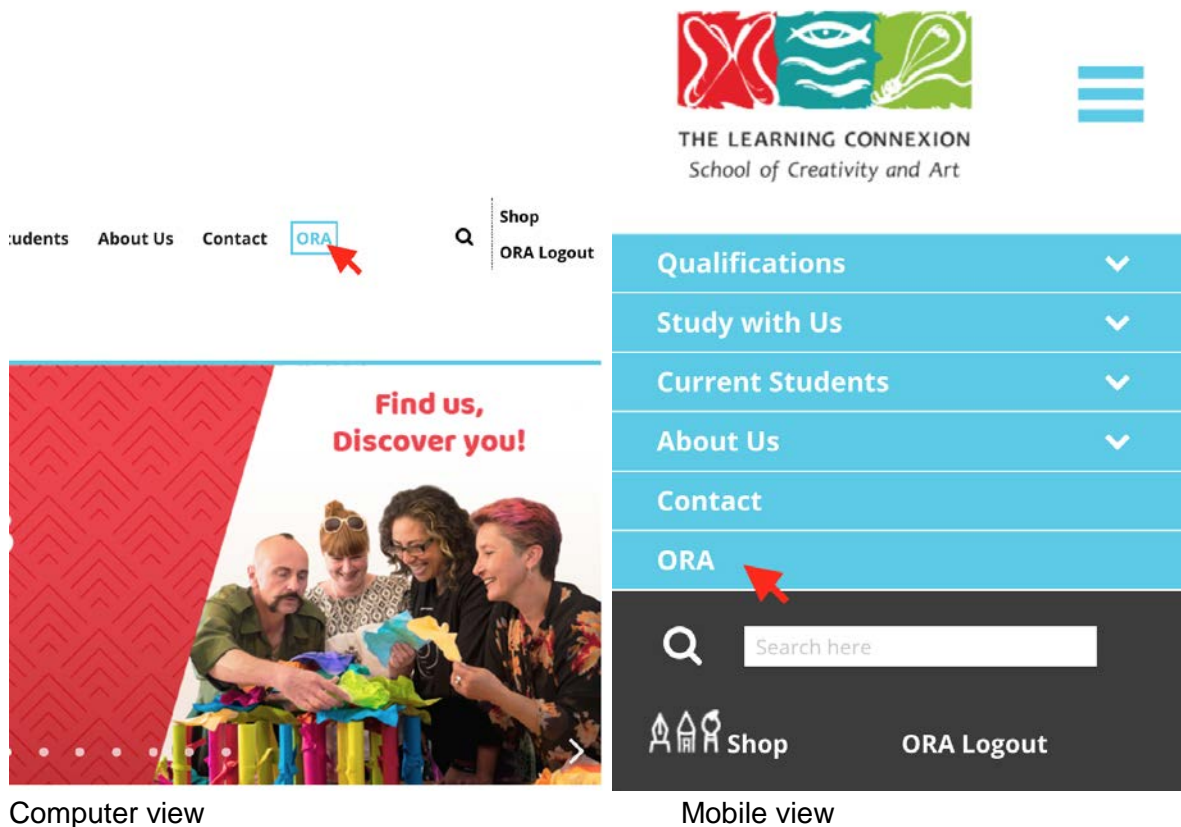 tudents About Us Contact ORA
Shop
ORA Logout
Find us,
Discover you!
Computer view
THE LEARNING CONNEXION
School of Creativity and Art
Qualifications
Study with Us
Current Students
About Us
Contact
ORA
Search here
Shop ORA Logout
Mobile view